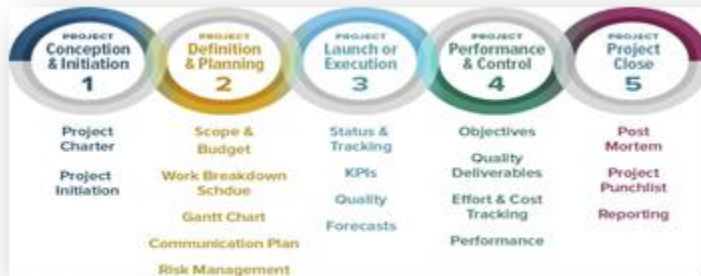 PROJECT
Conception
& Initiation
1
Project
Charter
Project
Initiation
PROJECT
Definition
& Planning
2
Scope &
Budget
Work Breakdown
Schdue
Gantt Chart
Communication Plan
Risk Management
PROJECT
Launch or
Execution
3
Status &
Tracking
KPIs
Quality
Forecasts
PROJECT
Performance
& Control
4
Objectives
Quality
Deliverables
Effort & Cost
Tracking
Performance
PROJECT
Project
Close
5
Post
Mortem
Project
Punchlist
Reporting